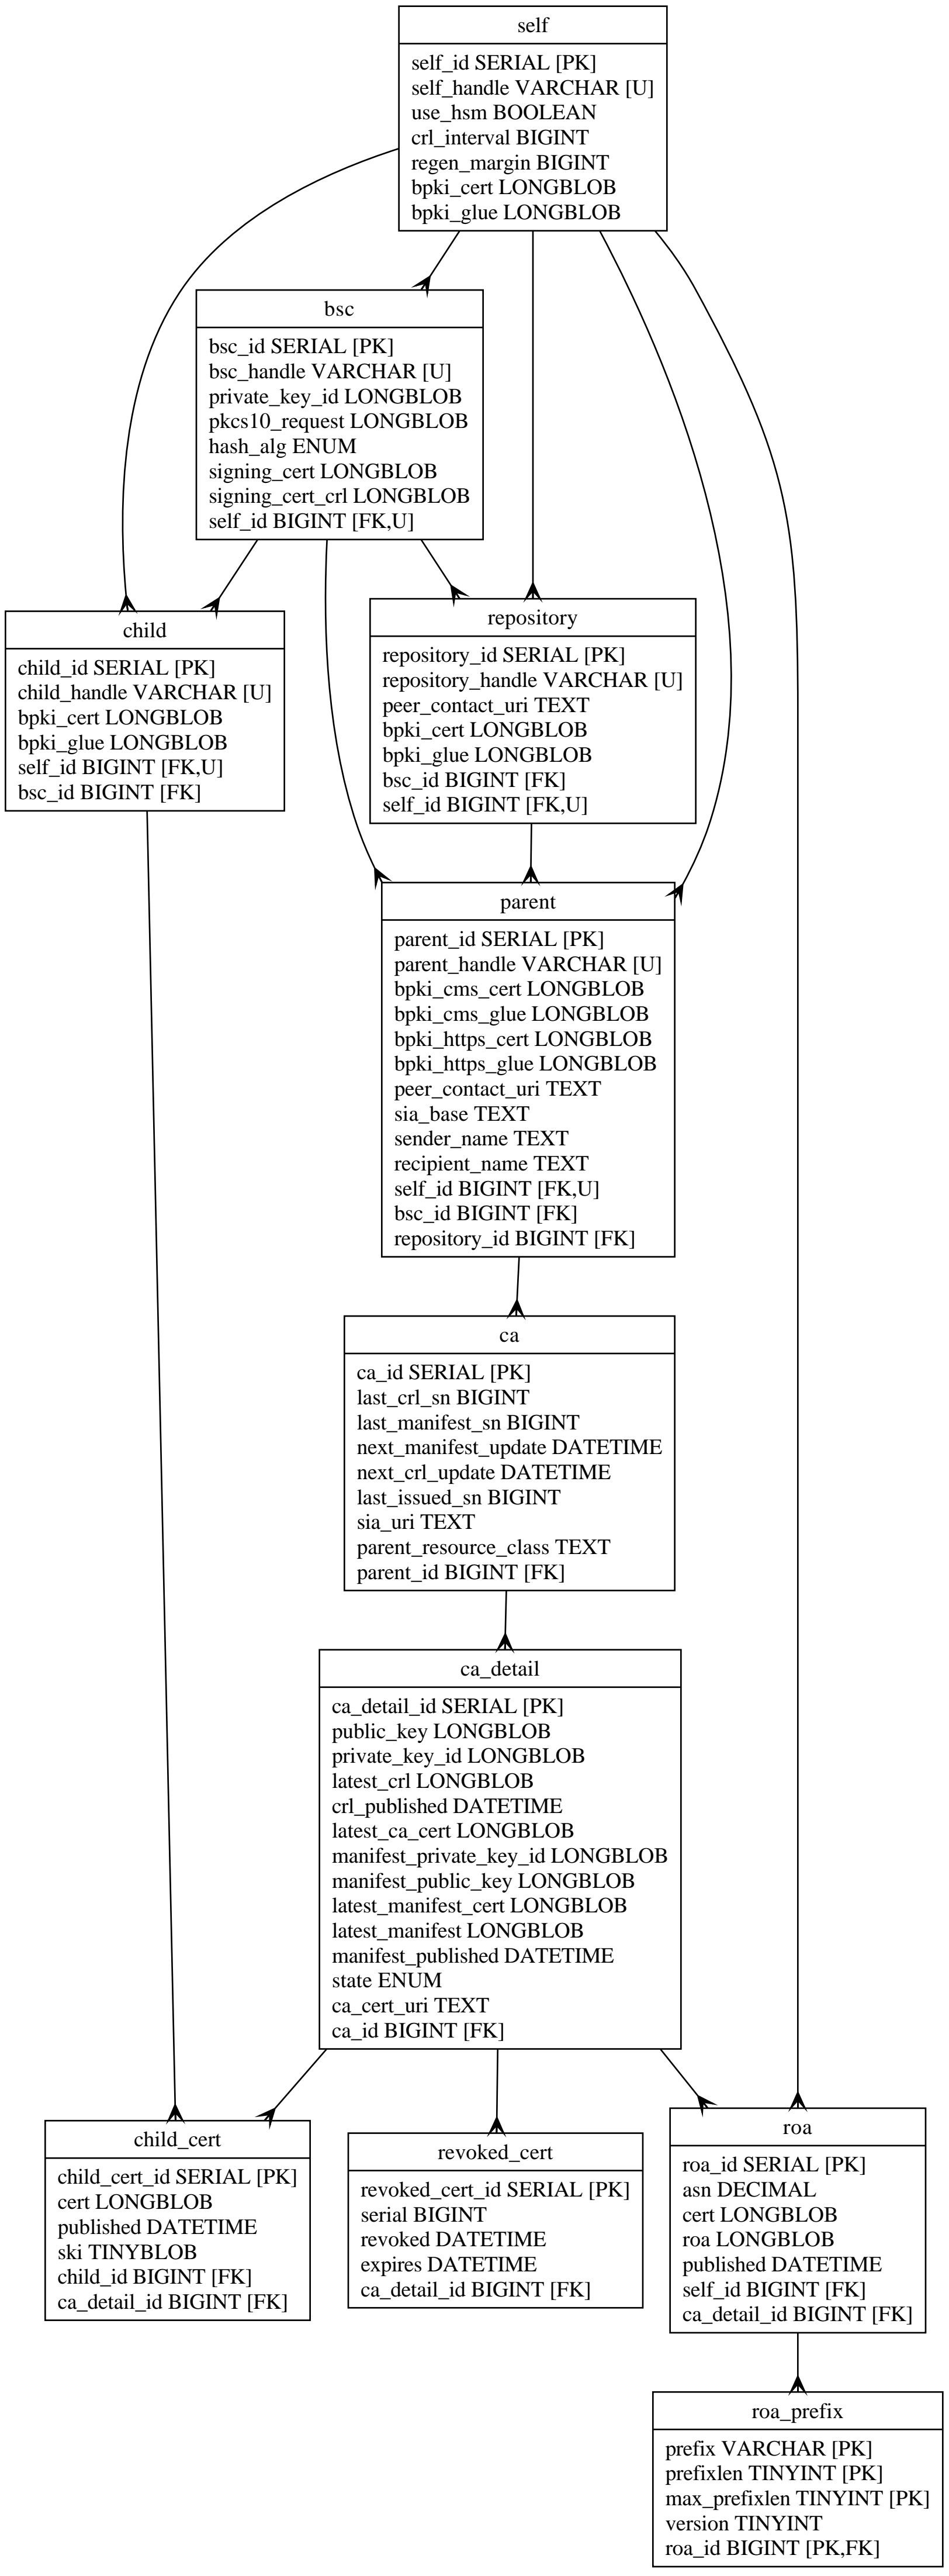 self
self_id SERIAL [PK]
self_handle VARCHAR [U]
use_hsm BOOLEAN
crl_interval BIGINT
regen_margin BIGINT
bpki_cert LONGBLOB
bpki_glue LONGBLOB
bsc
bsc_id SERIAL [PK]
bsc_handle VARCHAR [U]
private_key_id LONGBLOB
pkcs10_request LONGBLOB
hash_alg ENUM
signing_cert LONGBLOB
signing_cert_crl LONGBLOB
self_id BIGINT [FK,U]
child
child_id SERIAL [PK]
child_handle VARCHAR [U]
bpki_cert LONGBLOB
bpki_glue LONGBLOB
self_id BIGINT [FK,U]
bsc_id BIGINT [FK]
repository
repository_id SERIAL [PK]
repository_handle VARCHAR [U]
peer_contact_uri TEXT
bpki_cert LONGBLOB
bpki_glue LONGBLOB
bsc_id BIGINT [FK]
self_id BIGINT [FK,U]
parent
parent_id SERIAL [PK]
parent_handle VARCHAR [U]
bpki_cms_cert LONGBLOB
bpki_cms_glue LONGBLOB
bpki_https_cert LONGBLOB
bpki_https_glue LONGBLOB
peer_contact_uri TEXT
sia_base TEXT
sender_name TEXT
recipient_name TEXT
self_id BIGINT [FK,U]
bsc_id BIGINT [FK]
repository_id BIGINT [FK]
ca
ca_id SERIAL [PK]
last_crl_sn BIGINT
last_manifest_sn BIGINT
next_manifest_update DATETIME
next_crl_update DATETIME
last_issued_sn BIGINT
sia_uri TEXT
parent_resource_class TEXT
parent_id BIGINT [FK]
ca_detail
ca_detail_id SERIAL [PK]
public_key LONGBLOB
private_key_id LONGBLOB
latest_crl LONGBLOB
crl_published DATETIME
latest_ca_cert LONGBLOB
manifest_private_key_id LONGBLOB
manifest_public_key LONGBLOB
latest_manifest_cert LONGBLOB
latest_manifest LONGBLOB
manifest_published DATETIME
state ENUM
ca_cert_uri TEXT
ca_id BIGINT [FK]
child_cert
child_cert_id SERIAL [PK]
cert LONGBLOB
published DATETIME
ski TINYBLOB
child_id BIGINT [FK]
ca_detail_id BIGINT [FK]
revoked_cert
revoked_cert_id SERIAL [PK]
serial BIGINT
revoked DATETIME
expires DATETIME
ca_detail_id BIGINT [FK]
roa
roa_id SERIAL [PK]
asn DECIMAL
cert LONGBLOB
roa LONGBLOB
published DATETIME
self_id BIGINT [FK]
ca_detail_id BIGINT [FK]
roa_prefix
prefix VARCHAR [PK]
prefixlen TINYINT [PK]
max_prefixlen TINYINT [PK]
version TINYINT
roa_id BIGINT [PK,FK]